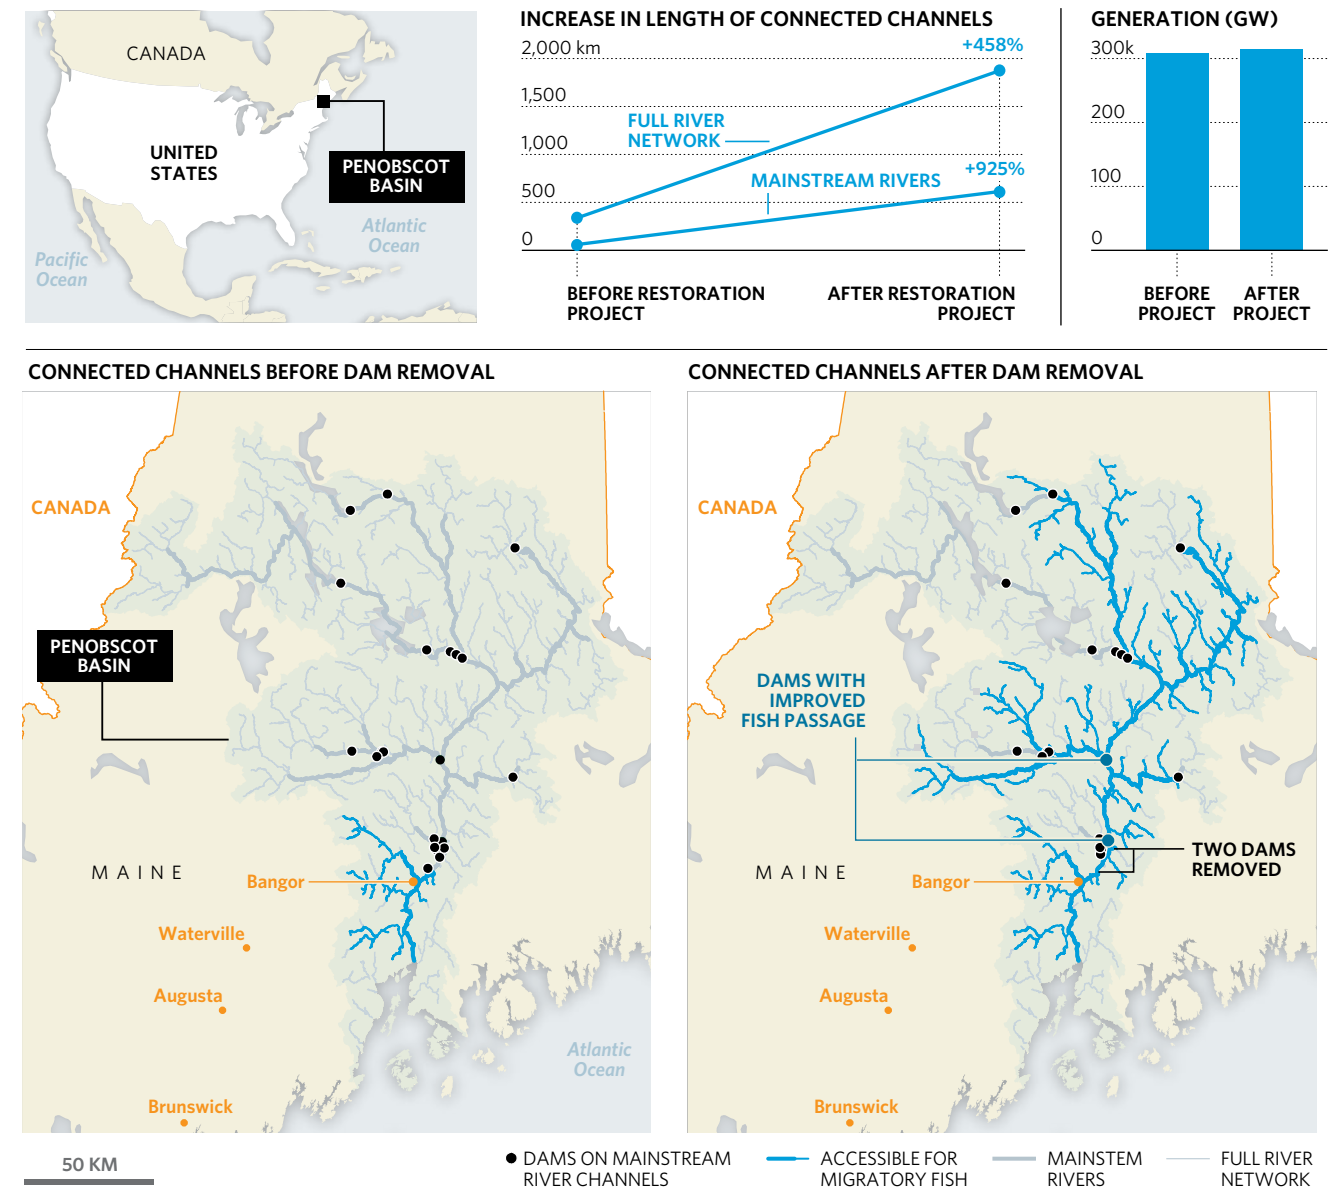 CANADA
UNITED
STATES
PENOBSCOT
BASIN
Atlantic
Ocean
Pacific
Ocean
INCREASE IN LENGTH OF CONNECTED CHANNELS
2,000 km
+458%
1,500
FULL RIVER
NETWORK
1,000
+925%
MAINSTREAM RIVERS
500
0
BEFORE RESTORATION
PROJECT
AFTER RESTORATION
PROJECT
GENERATION (GW)
300k
200
100
0
BEFORE
PROJECT
AFTER
PROJECT
CONNECTED CHANNELS BEFORE DAM REMOVAL
CANADA
PENOBSCOT
BASIN
MAINE
Bangor
Waterville
Augusta
Atlantic
Ocean
Brunswick
CONNECTED CHANNELS AFTER DAM REMOVAL
CANADA
DAMS WITH
IMPROVED
FISH PASSAGE
TWO DAMS
REMOVED
MAINE
Bangor
Waterville
Augusta
Brunswick
50 KM
DAMS ON MAINSTREAM
RIVER CHANNELS
ACCESSIBLE FOR
MIGRATORY FISH
MAINSTEM
RIVERS
FULL RIVER
NETWORK